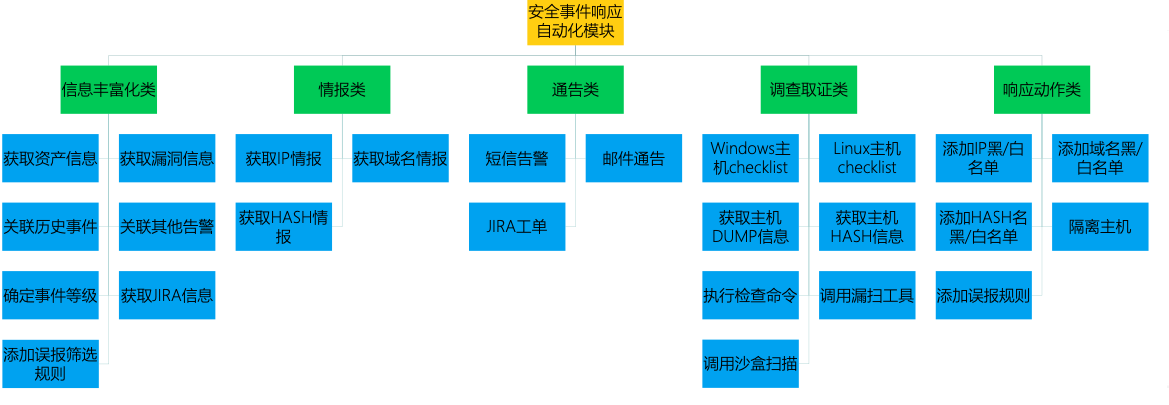 安全事件响应
自动化模块
信息丰富化类
情报类
通告类
调查取证类
响应动作类
获取资产信息
获取漏洞信息
获取IP情报
获取域名情报
短信告警
邮件通告
Windows主
机checklist
Linux主机
checklist
添加IP黑/白
名单
添加域名黑/
白名单
关联历史事件
关联其他告警
获取HASH情
报
JIRA工单
获取主机
DUMP信息
获取主机
HASH信息
添加HASH名
黑/白名单
隔离主机
确定事件等级
获取JIRA信息
执行检查命令
调用漏扫工具
添加误报规则
添加误报筛选
规则
调用沙盒扫描